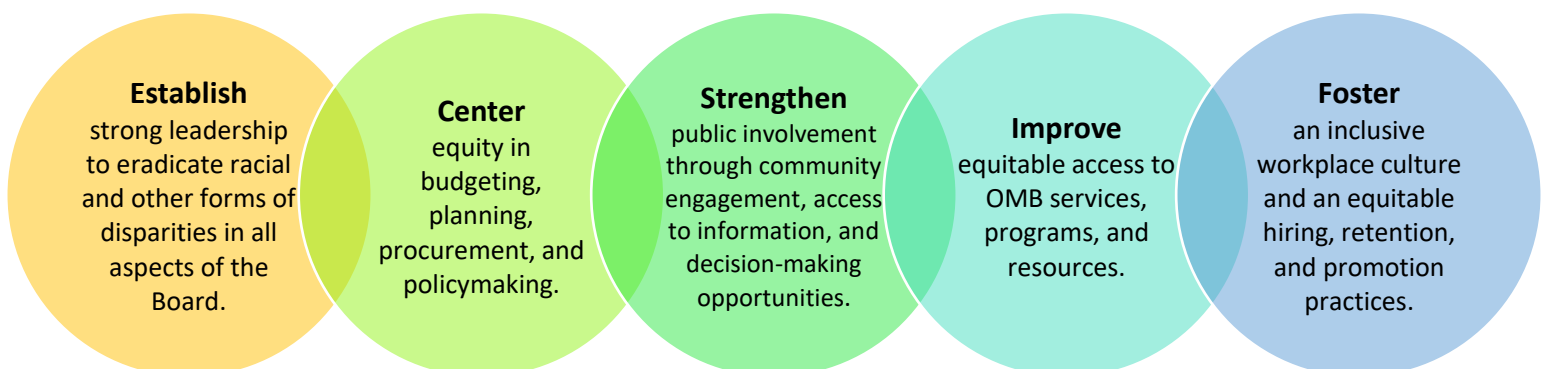 Establish
strong leadership
to eradicate racial
and other forms of
disparities in all
aspects of the
Board.
Center
equity in
budgeting,
planning,
procurement, and
policymaking.
Strengthen
public involvement
through community
engagement, access
to information, and
decision-making
opportunities.
Improve
equitable access to
OMB services,
programs, and
resources.
Foster
an inclusive
workplace culture
and an equitable
hiring, retention,
and promotion
practices.